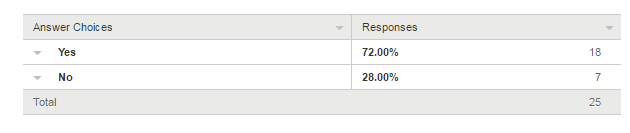 Answer Choices Responses
Yes 72.00% 18
No 28.00% 7
Total 25